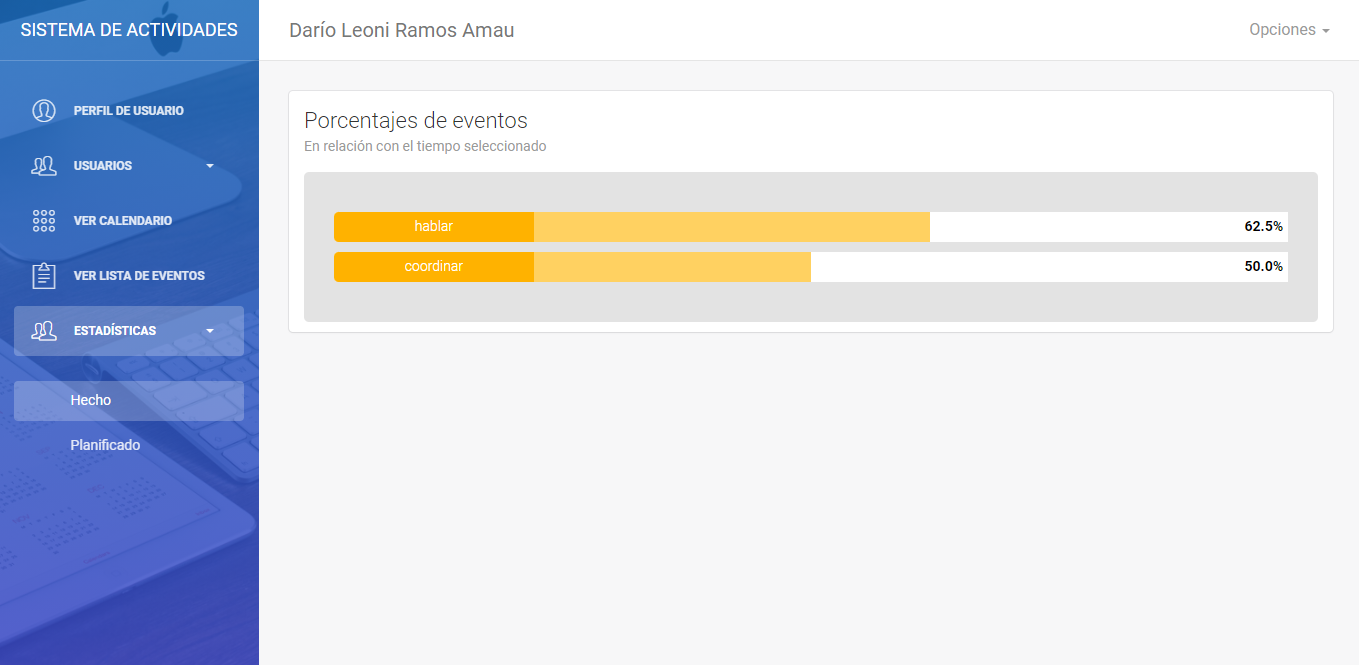 SISTEMA DE ACTIVIDADES
Darío Leoni Ramos Amau
Opciones
PERFIL DE USUARIO
USUARIOS
VER CALENDARIO
VER LISTA DE EVENTOS
ESTADÍSTICAS
Hecho
Planificado
Porcentajes de eventos
En relación con el tiempo seleccionado
hablar 62.5%
coordinar 50.0%